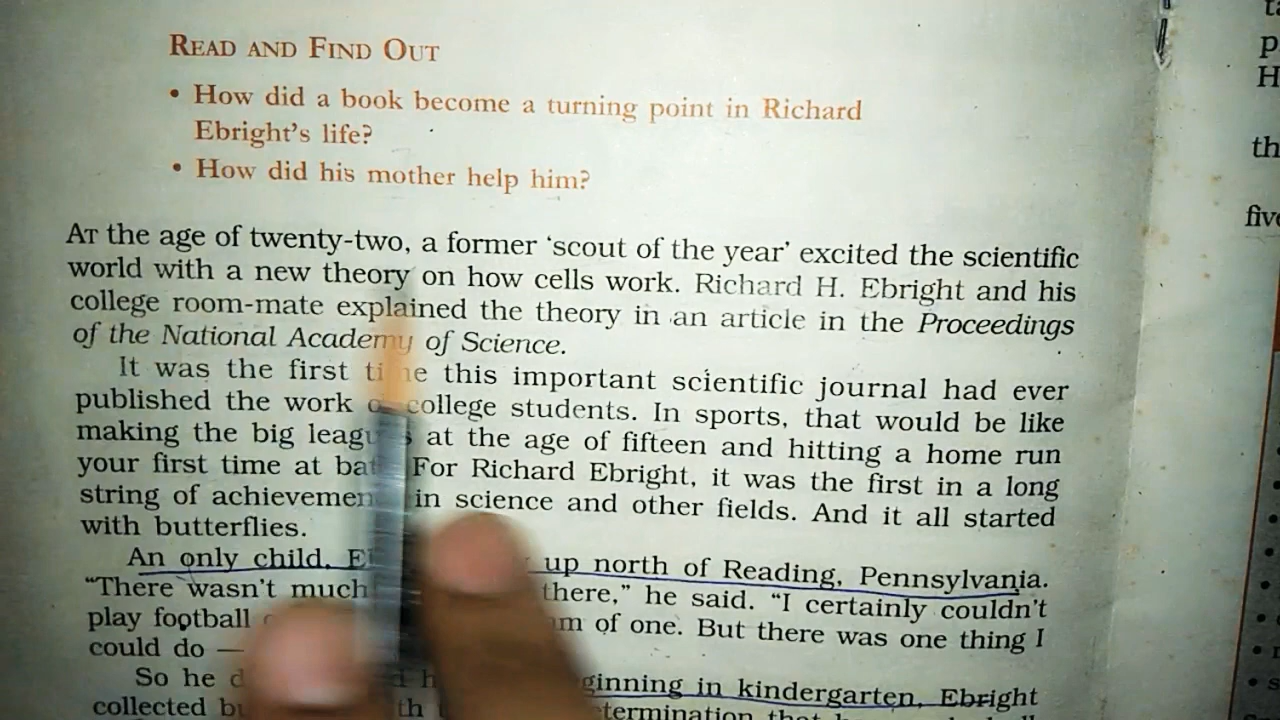 READ AND FIND OUT
• How did a book become a turning point in Richard
Ebright's life?
• How did his mother help him?
AT the age of twenty-two, a former 'scout of the year' excited the scientific
world with a new theory on how cells work. Richard H. Ebright and his
college room-mate explained the theory in an article in the Proceedings
of the National Academy of Science.
It was the first this important scientific journal had ever
published the work college students. In sports, that would be like
making the big at the age of fifteen and hitting a home run
your first time at For Richard Ebright, it was the first in a long
string of in science and other fields. And it all started
with butterflies.
An only child, up north of Reading, Pennsylvania.
"There wasn't much there," he said. "I certainly couldn't
play football of one. But there was one thing I
could do —
So he in kindergarten, Ebright
collected determination that
th
five